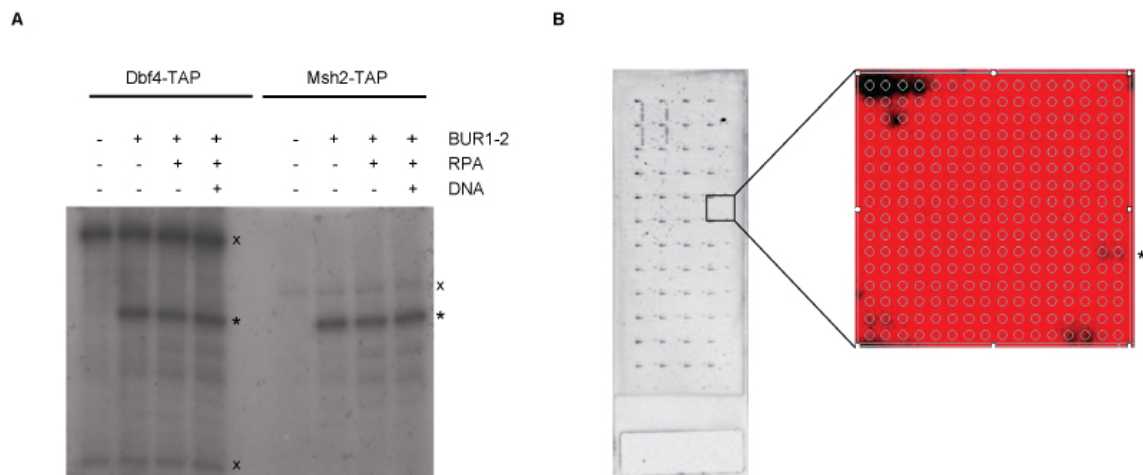 A
B
Dbf4-TAP Msh2-TAP
- + + + - + + + BUR1-2
- - + + - - + + RPA
- - - + - - - + DNA
x
x
*
*
x
*